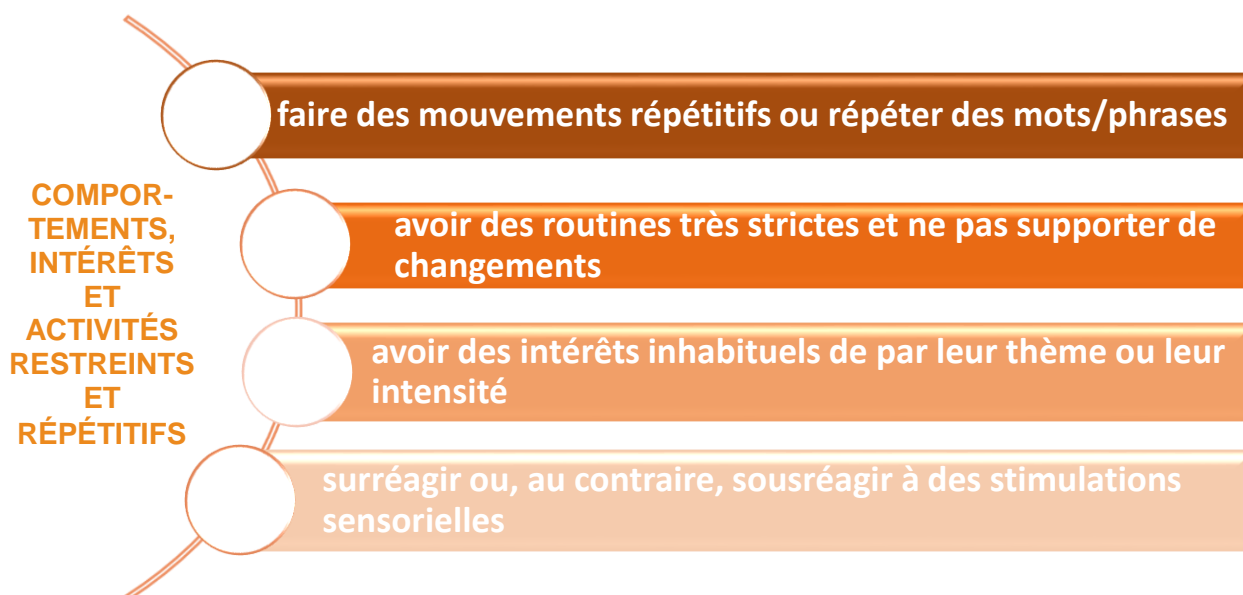 COMPOR-
TEMENTS,
INTÉRÊTS
ET
ACTIVITÉS
RESTREINTS
ET
RÉPÉTITIFS
faire des mouvements répétitifs ou répéter des mots/phrases
avoir des routines très strictes et ne pas supporter de
changements
avoir des intérêts inhabituels de par leur thème ou leur
intensité
surréagir ou, au contraire, sousréagir à des stimulations
sensorielles